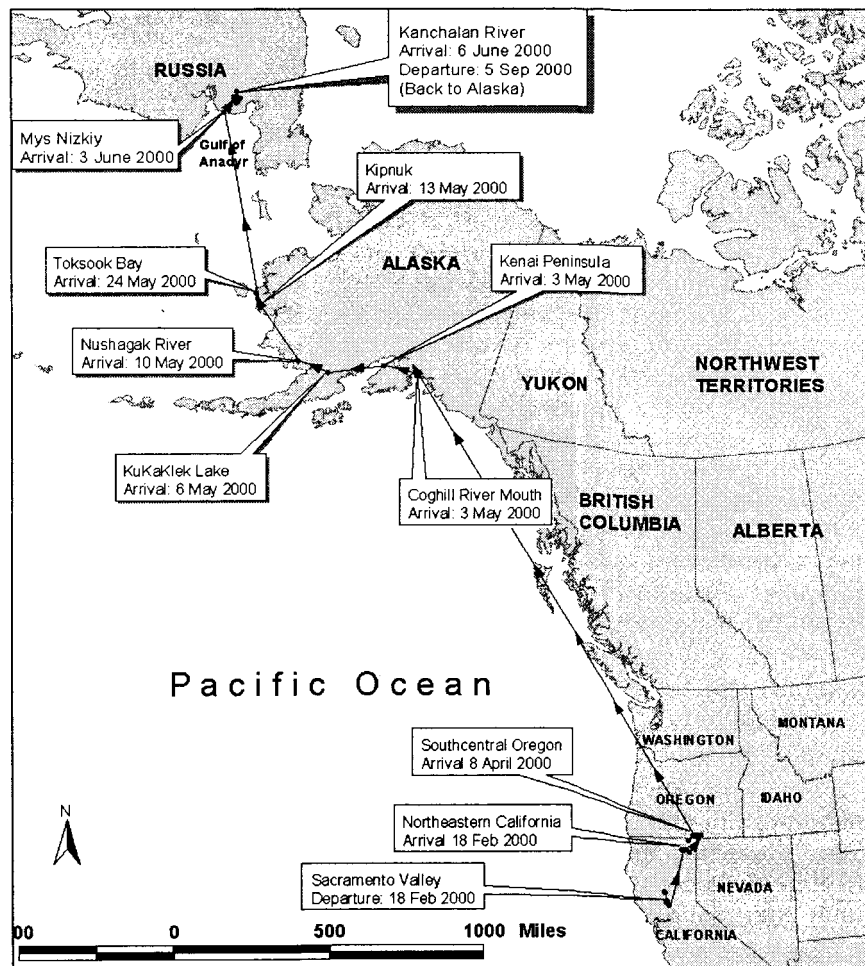 Kanchalan River
Arrival: 6 June 2000
Departure: 5 Sep 2000
(Back to Alaska)
RUSSIA
Mys Nizkiy
Arrival: 3 June 2000
Gulf of
Anadyr
Kipnuk
Arrival: 13 May 2000
Toksook Bay
Arrival: 24 May 2000
ALASKA
Kenai Peninsula
Arrival: 3 May 2000
Nushagak River
Arrival: 10 May 2000
YUKON
NORTHWEST
TERRITORIES
KuKaKlek Lake
Arrival: 6 May 2000
Coghill River Mouth
Arrival: 3 May 2000
BRITISH
COLUMBIA
ALBERTA
Pacific Ocean
WASHINGTON
MONTANA
Southcentral Oregon
Arrival 8 April 2000
OREGON
IDAHO
Northeastern California
Arrival 18 Feb 2000
N
Sacramento Valley
Departure: 18 Feb 2000
NEVADA
CALIFORNIA
00 0 500 1000 Miles